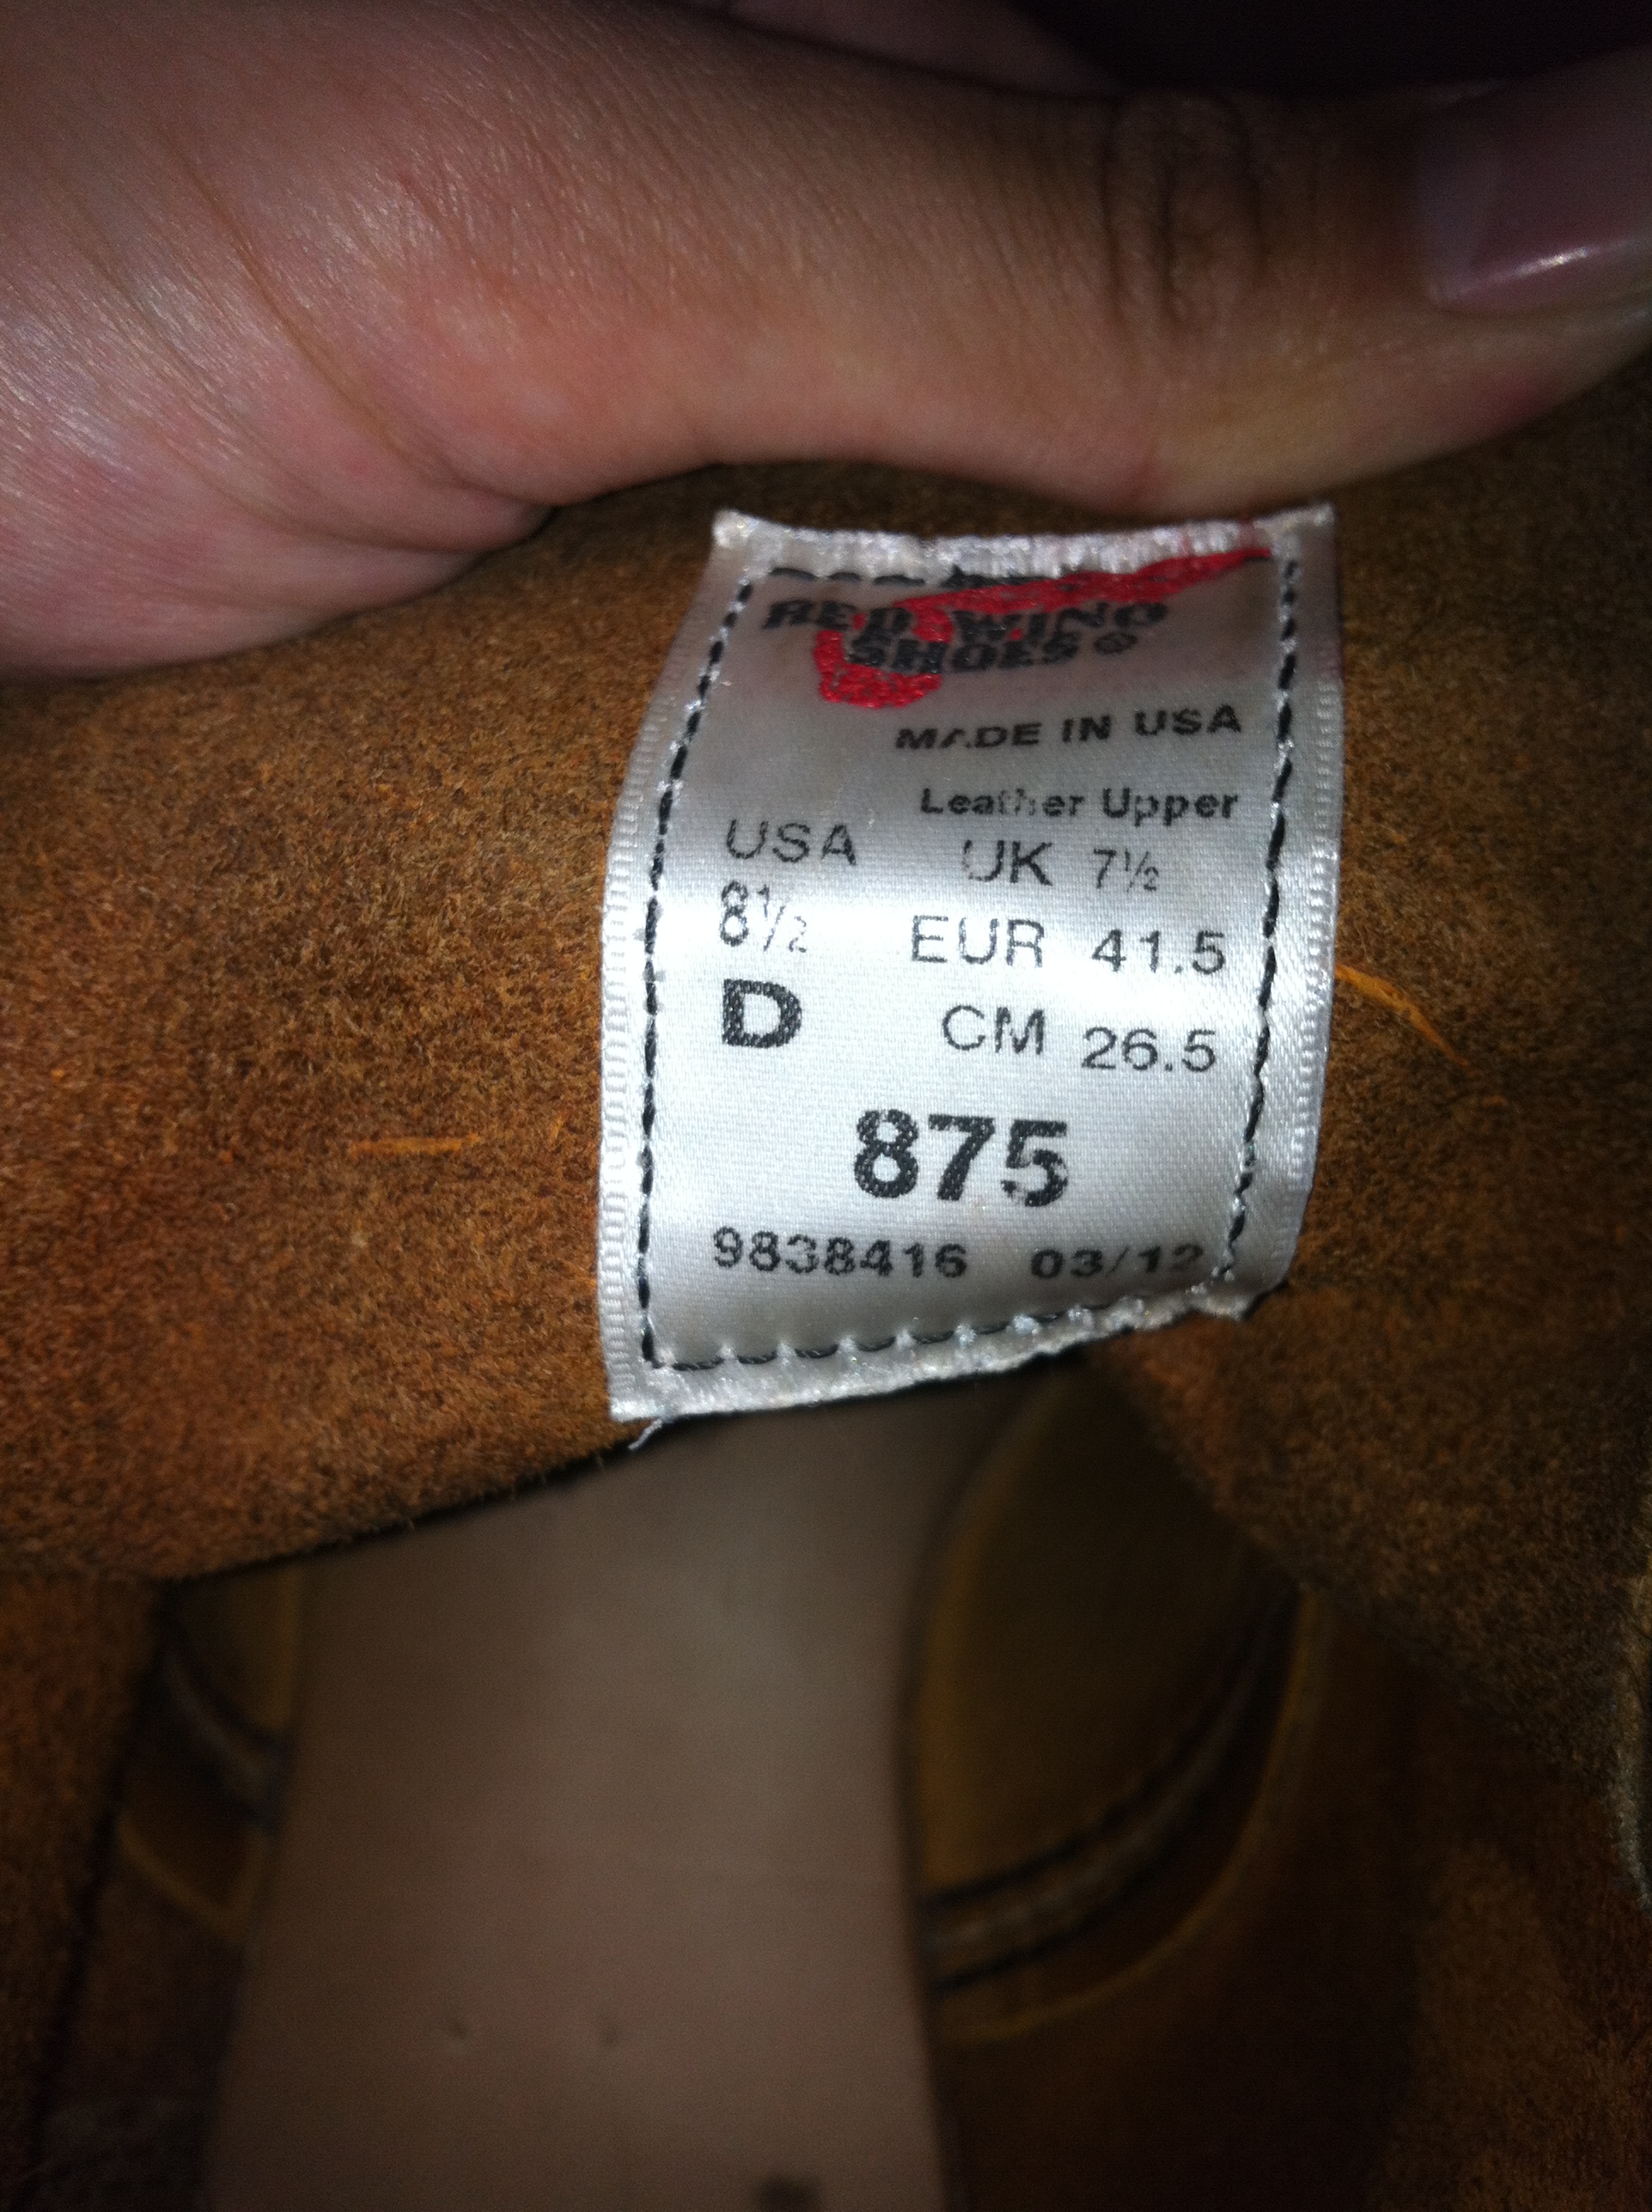 RED WING
SHOES®
MADE IN USA
Leather Upper
USA UK 7½
8½ EUR 41.5
D CM 26.5
875
9838416 03/12